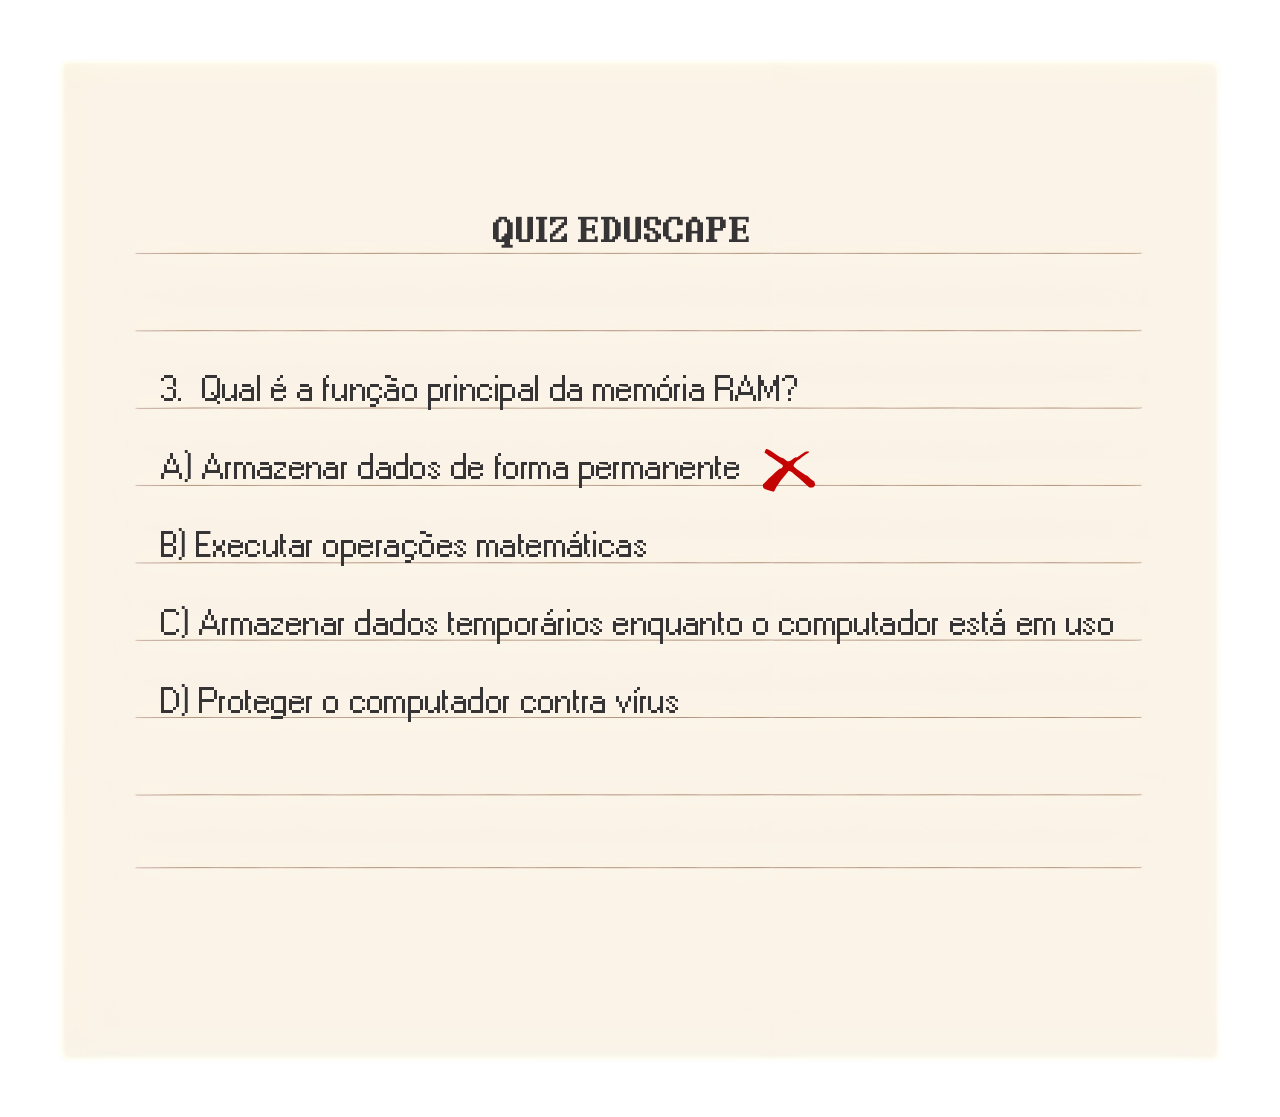 QUIZ EDUSCAPE
3. Qual é a função principal da memória RAM?
A) Armazenar dados de forma permanente
B) Executar operações matemáticas
C) Armazenar dados temporários enquanto o computador está em uso
D) Proteger o computador contra vírus